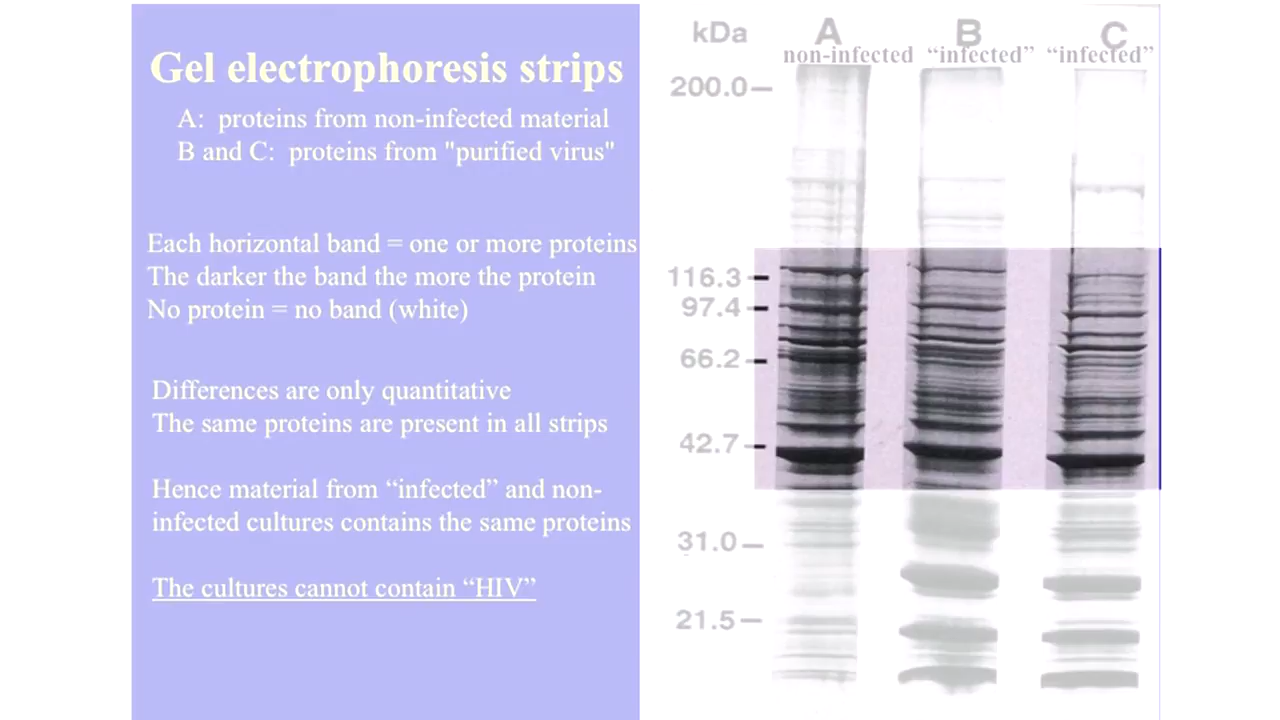 Gel electrophoresis strips
A: proteins from non-infected material
B and C: proteins from "purified virus"
Each horizontal band = one or more proteins
The darker the band the more the protein
No protein = no band (white)
Differences are only quantitative
The same proteins are present in all strips
Hence material from “infected” and non-
infected cultures contains the same proteins
The cultures cannot contain “HIV”
kDa A B C
non-infected “infected” “infected”
200.0
116.3
97.4
66.2
42.7
31.0
21.5